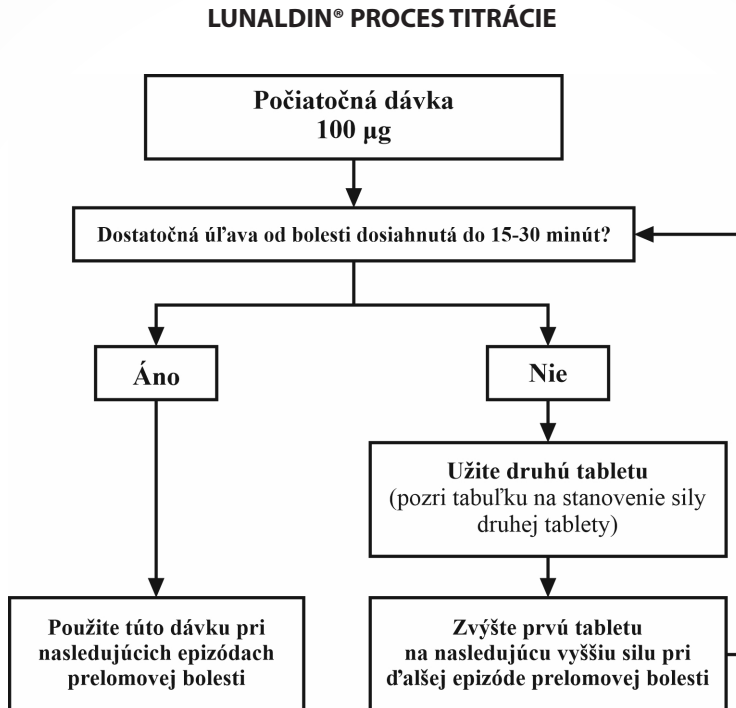 LUNALDIN® PROCES TITRÁCIE
Počiatočná dávka
100 µg
Dostatočná úľava od bolesti dosiahnutá do 15-30 minút?
Áno
Nie
Užite druhú tabletu
(pozri tabuľku na stanovenie sily
druhej tablety)
Použite túto dávku pri
nasledujúcich epizódach
prelomovej bolesti
Zvýšte prvú tabletu
na nasledujúcu vyššiu silu pri
ďalšej epizóde prelomovej bolesti